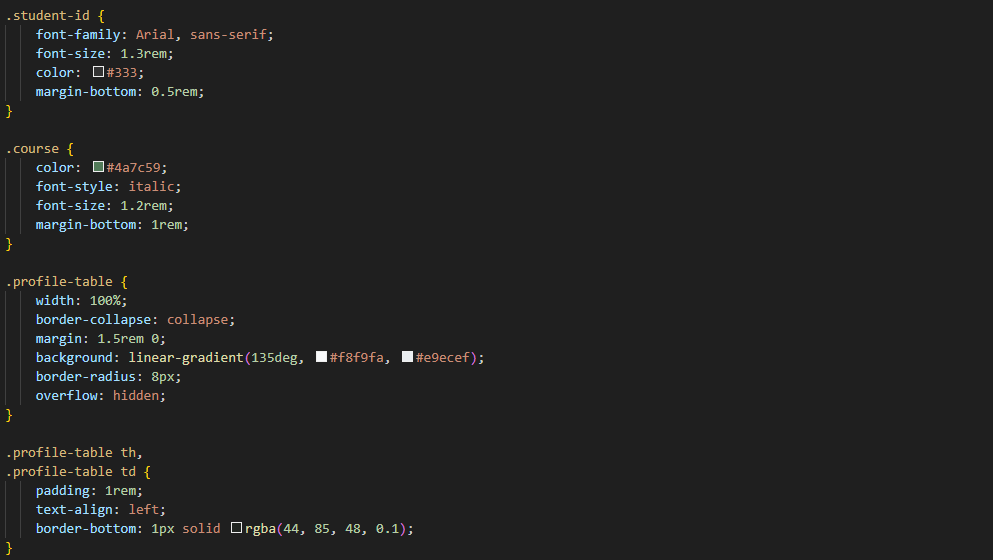 .student-id {
    font-family: Arial, sans-serif;
    font-size: 1.3rem;
    color: #333;
    margin-bottom: 0.5rem;
}

.course {
    color: #4a7c59;
    font-style: italic;
    font-size: 1.2rem;
    margin-bottom: 1rem;
}

.profile-table {
    width: 100%;
    border-collapse: collapse;
    margin: 1.5rem 0;
    background: linear-gradient(135deg, #f8f9fa, #e9ecef);
    border-radius: 8px;
    overflow: hidden;
}

.profile-table th,
.profile-table td {
    padding: 1rem;
    text-align: left;
    border-bottom: 1px solid rgba(44, 85, 48, 0.1);
}